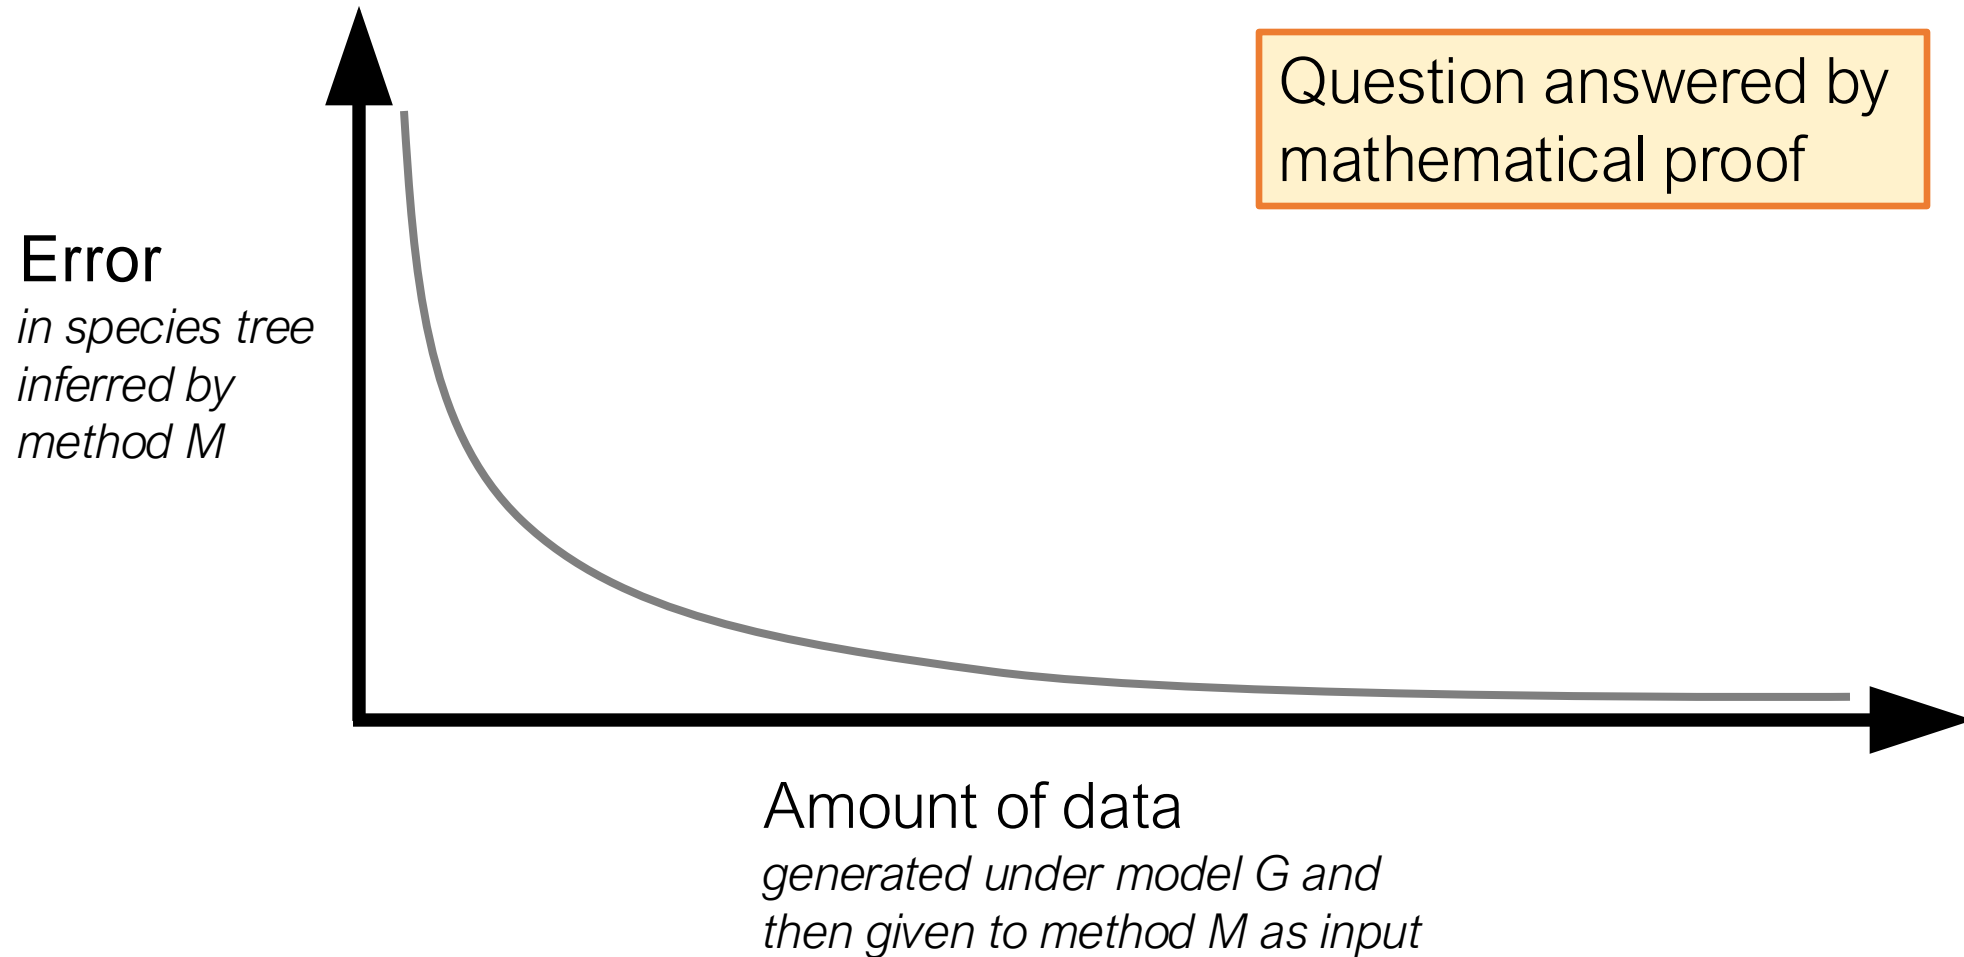 Question answered by
mathematical proof
Error
in species tree
inferred by
method M
Amount of data
generated under model G and
then given to method M as input